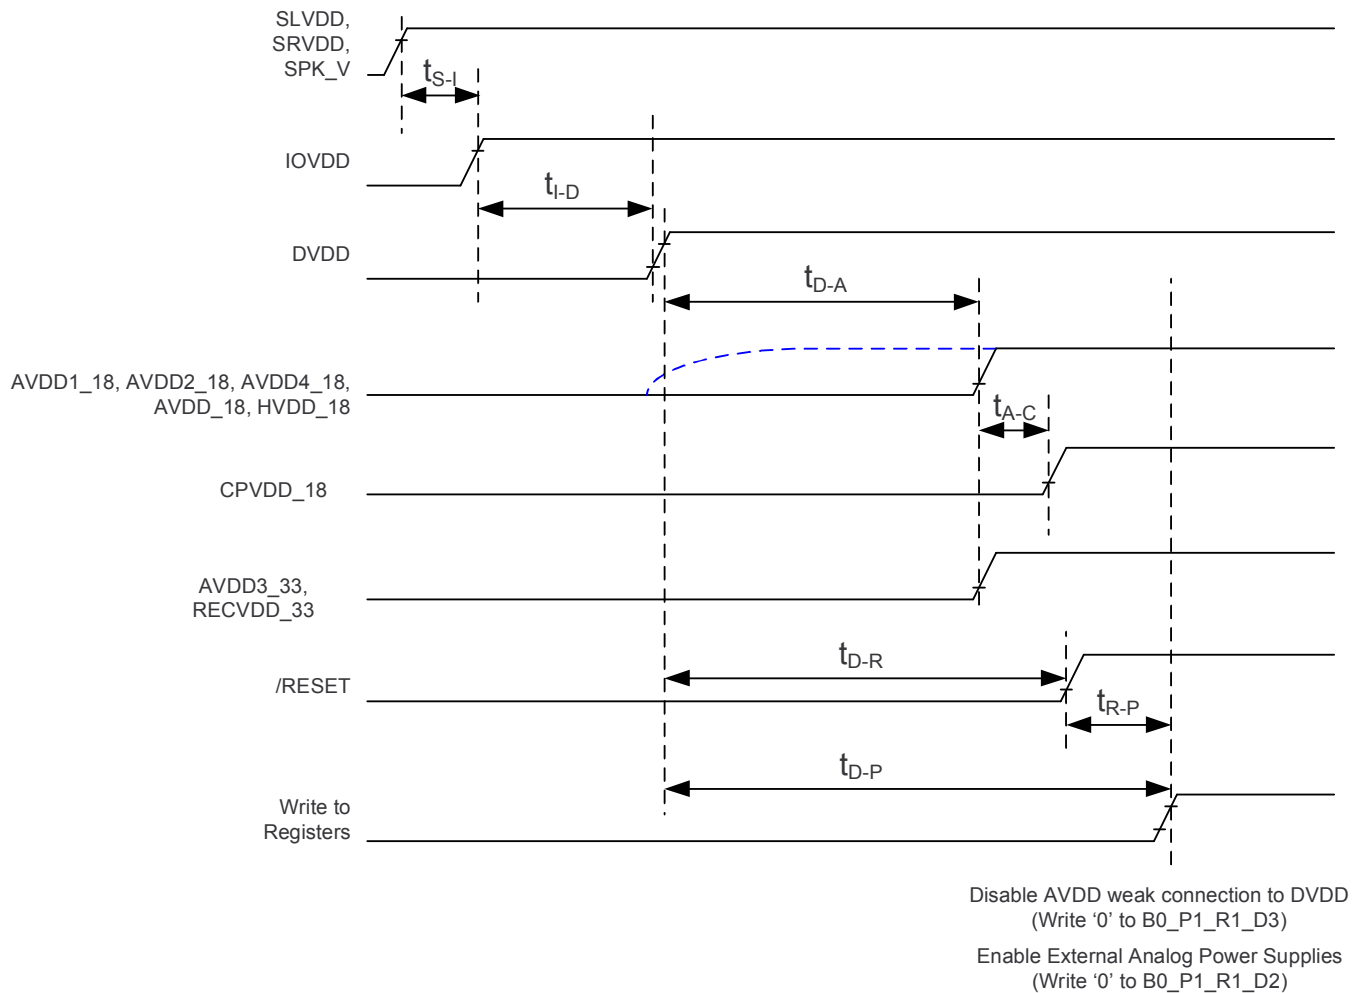 SLVDD,
SRVDD,
SPK_V
tS-I
IOVDD
tI-D
DVDD
tD-A
AVDD1_18, AVDD2_18, AVDD4_18,
AVDD_18, HVDD_18
tA-C
CPVDD_18
AVDD3_33,
RECVDD_33
tD-R
/RESET
tR-P
tD-P
Write to
Registers
Disable AVDD weak connection to DVDD
(Write ‘0’ to B0_P1_R1_D3)
Enable External Analog Power Supplies
(Write ‘0’ to B0_P1_R1_D2)